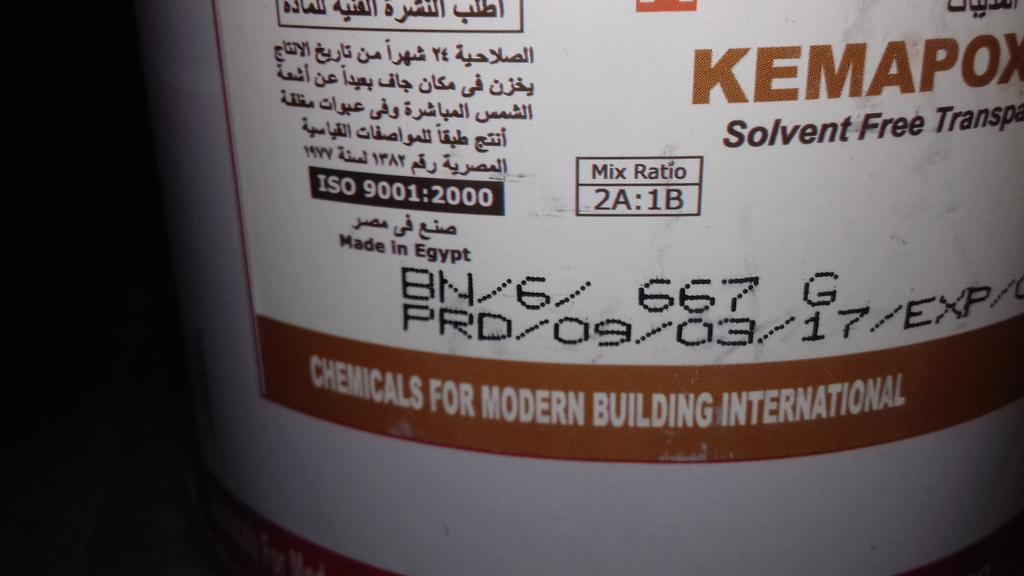 أطلب النشرة الفنية للمادة
الصلاحية ٢٤ شهراً من تاريخ الانتاج
يخزن فى مكان جاف بعيداً عن أشعة
الشمس المباشرة وفى عبوات مغلقة
أنتج طبقاً للمواصفات القياسية
المصرية رقم ١٣٨٢ لسنة ١٩٧٧
ISO 9001:2000
صنع فى مصر
Made in Egypt
KEMAPOX
Solvent Free
Mix Ratio
2A:1B
BN/6/ 667 G
PRD/09/03/17/EXP/
CHEMICALS FOR MODERN BUILDING INTERNATIONAL